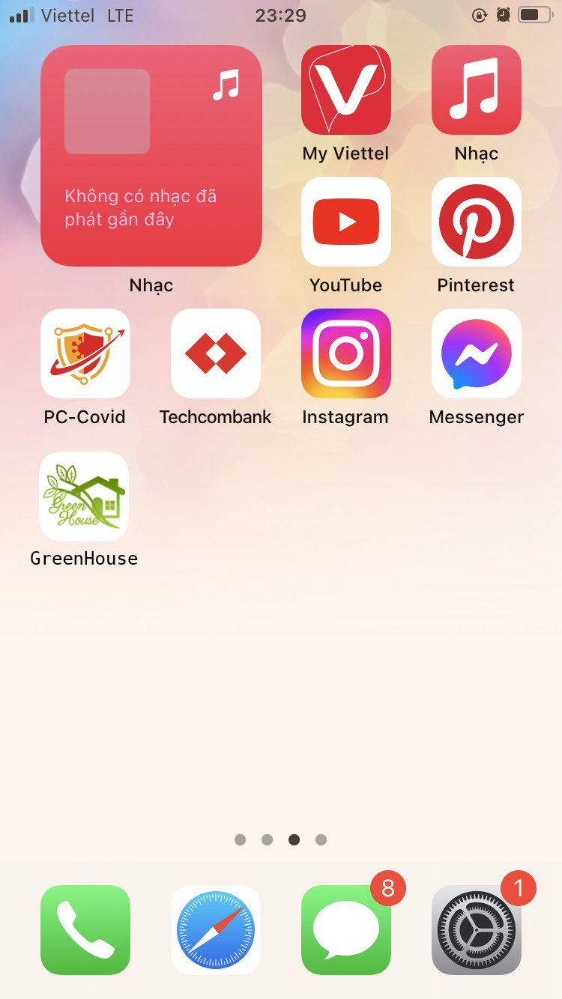 Viettel LTE 23:29
Không có nhạc đã
phát gần đây
Nhạc
My Viettel
Nhạc
YouTube
Pinterest
PC-Covid
Techcombank
Instagram
Messenger
Green
House
GreenHouse
8
1